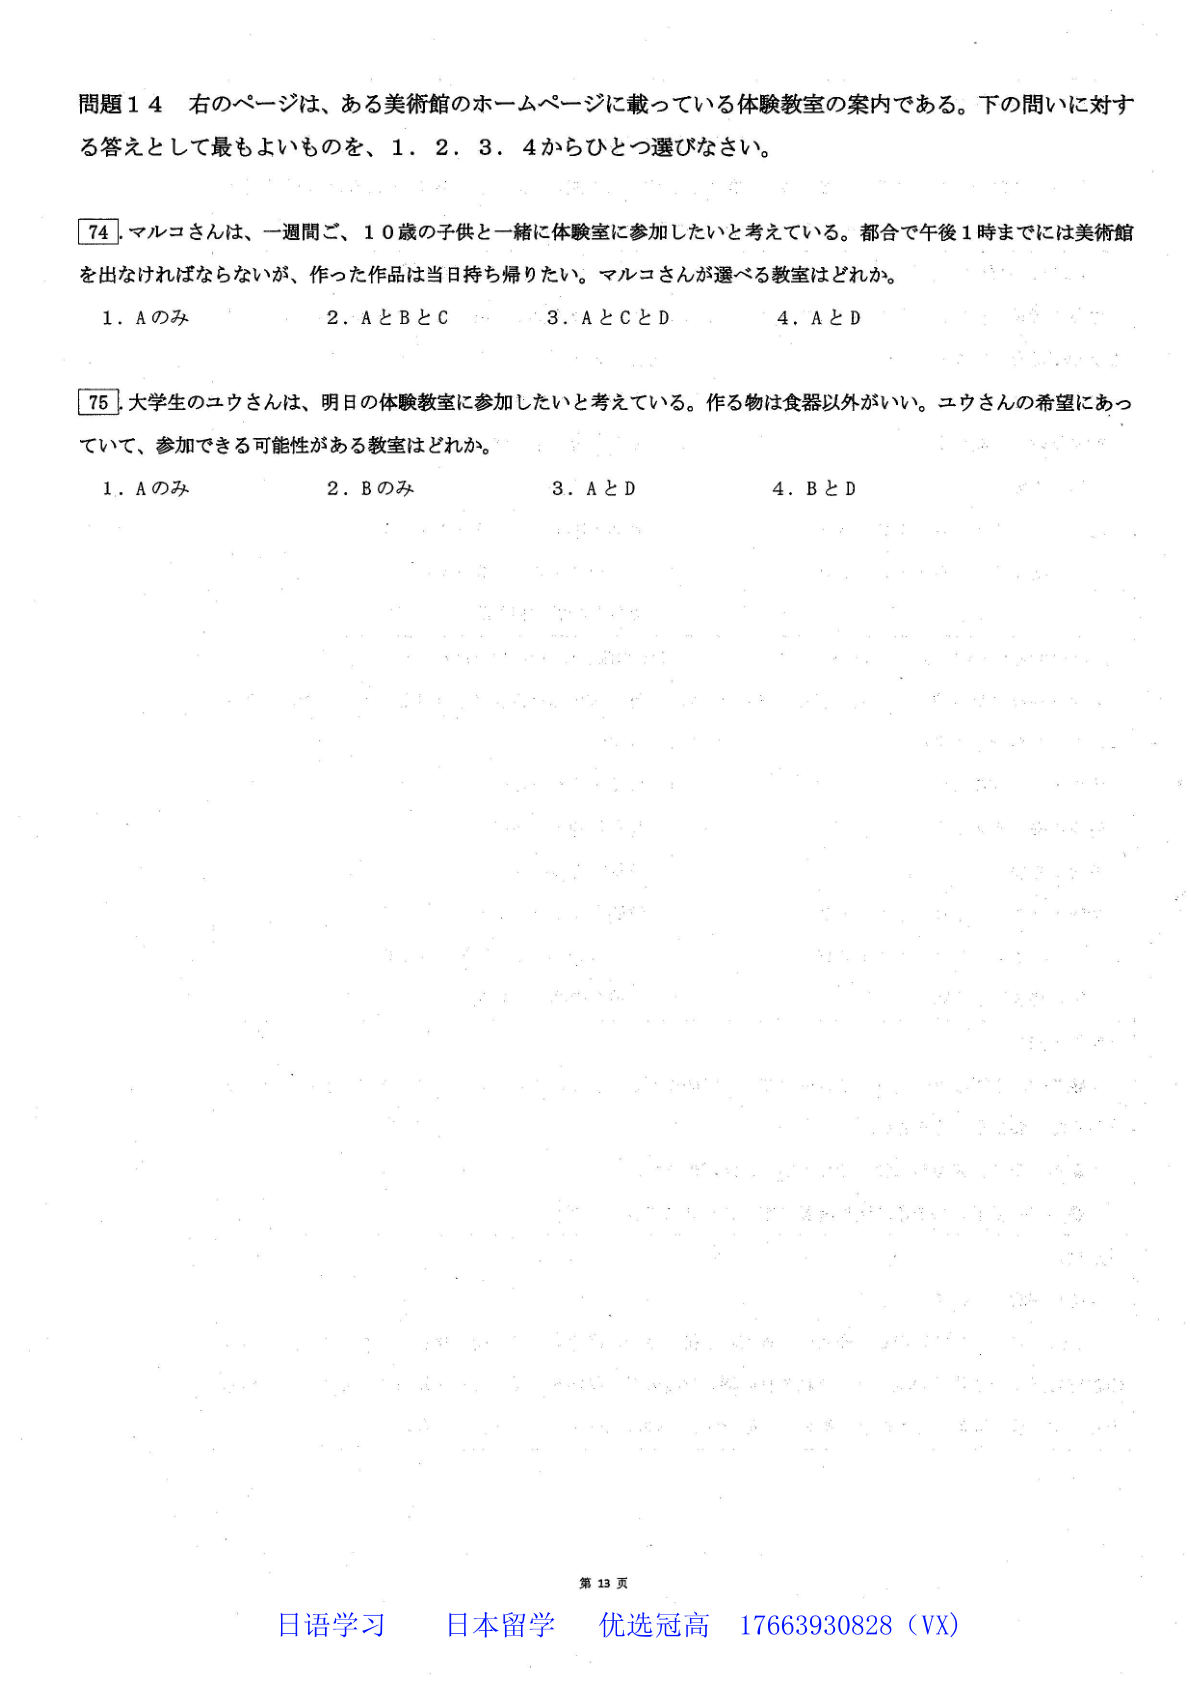 問題１４　右のページは、ある美術館のホームページに載っている体験教室の案内である。下の問いに対す
る答えとして最もよいものを、１．２．３．４からひとつ選びなさい。
74.マルコさんは、一週間ご、１０歳の子供と一緒に体験室に参加したいと考えている。都合で午後１時までには美術館
を出なければならないが、作った作品は当日持ち帰りたい。マルコさんが選べる教室はどれか。
1. Aのみ　2. AとBとC　3. AとCとD　4. AとD
75.大学生のユウさんは、明日の体験教室に参加したいと考えている。作る物は食器以外がいい。ユウさんの希望にあっ
ていて、参加できる可能性がある教室はどれか。
1. Aのみ　2. Bのみ　3. AとD　4. BとD
第 13 页
日语学习　日本留学　优选冠高　17663930828（VX)